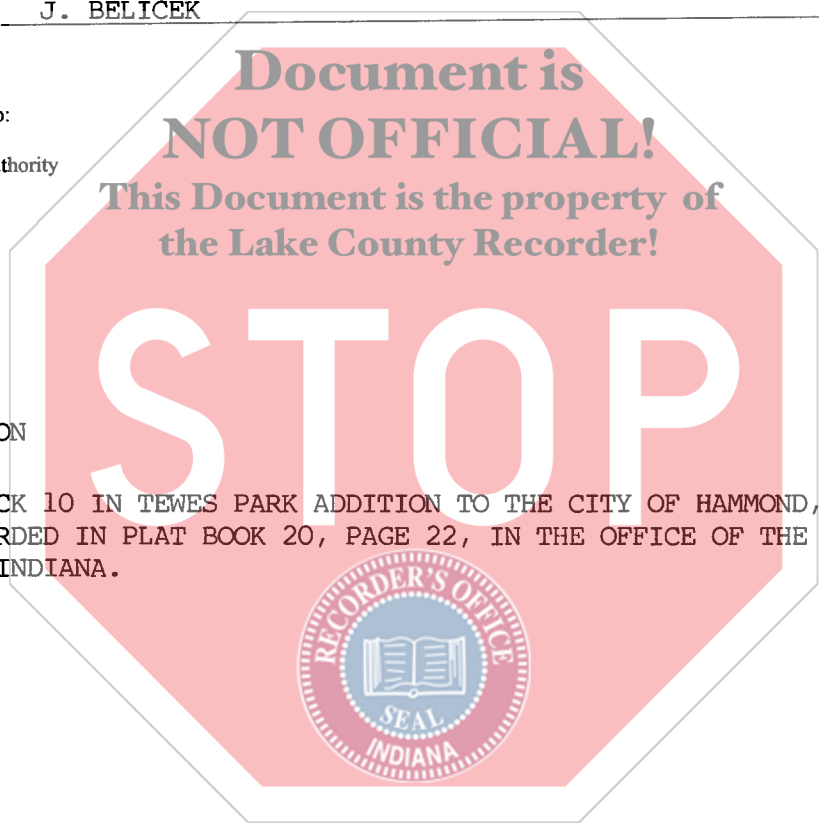 J. BELICEK
Document is
o:
NOT OFFICIAL!
thority
This Document is the property of
the Lake County Recorder!
STOP
ON
CK 10 IN TEWES PARK ADDITION TO THE CITY OF HAMMOND,
RDED IN PLAT BOOK 20, PAGE 22, IN THE OFFICE OF THE
INDIANA.
RECORDER'S OFFICE
SEAL
INDIANA